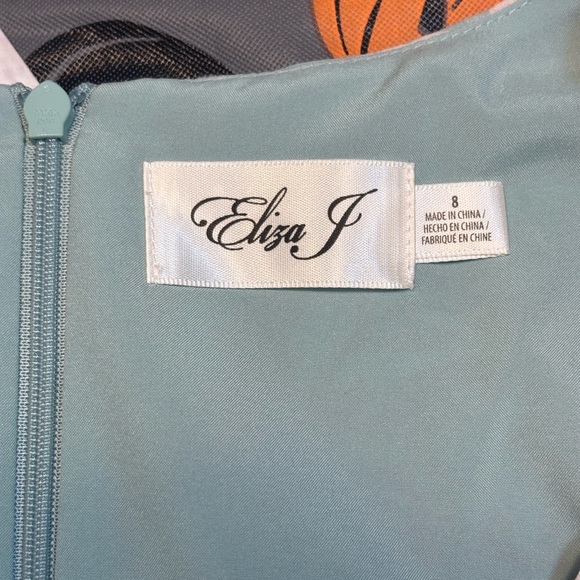 Eliza J
8
MADE IN CHINA /
HECHO EN CHINA /
FABRIQUÉ EN CHINE